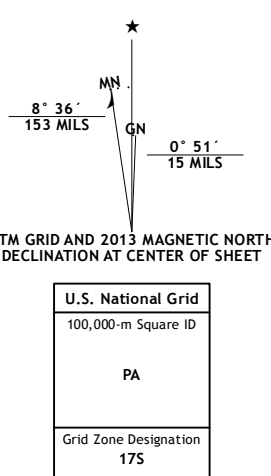 MN
8° 36´
153 MILS
GN
0° 51´
15 MILS
TM GRID AND 2013 MAGNETIC NORTH
DECLINATION AT CENTER OF SHEET
U.S. National Grid
100,000-m Square ID
PA
Grid Zone Designation
17S